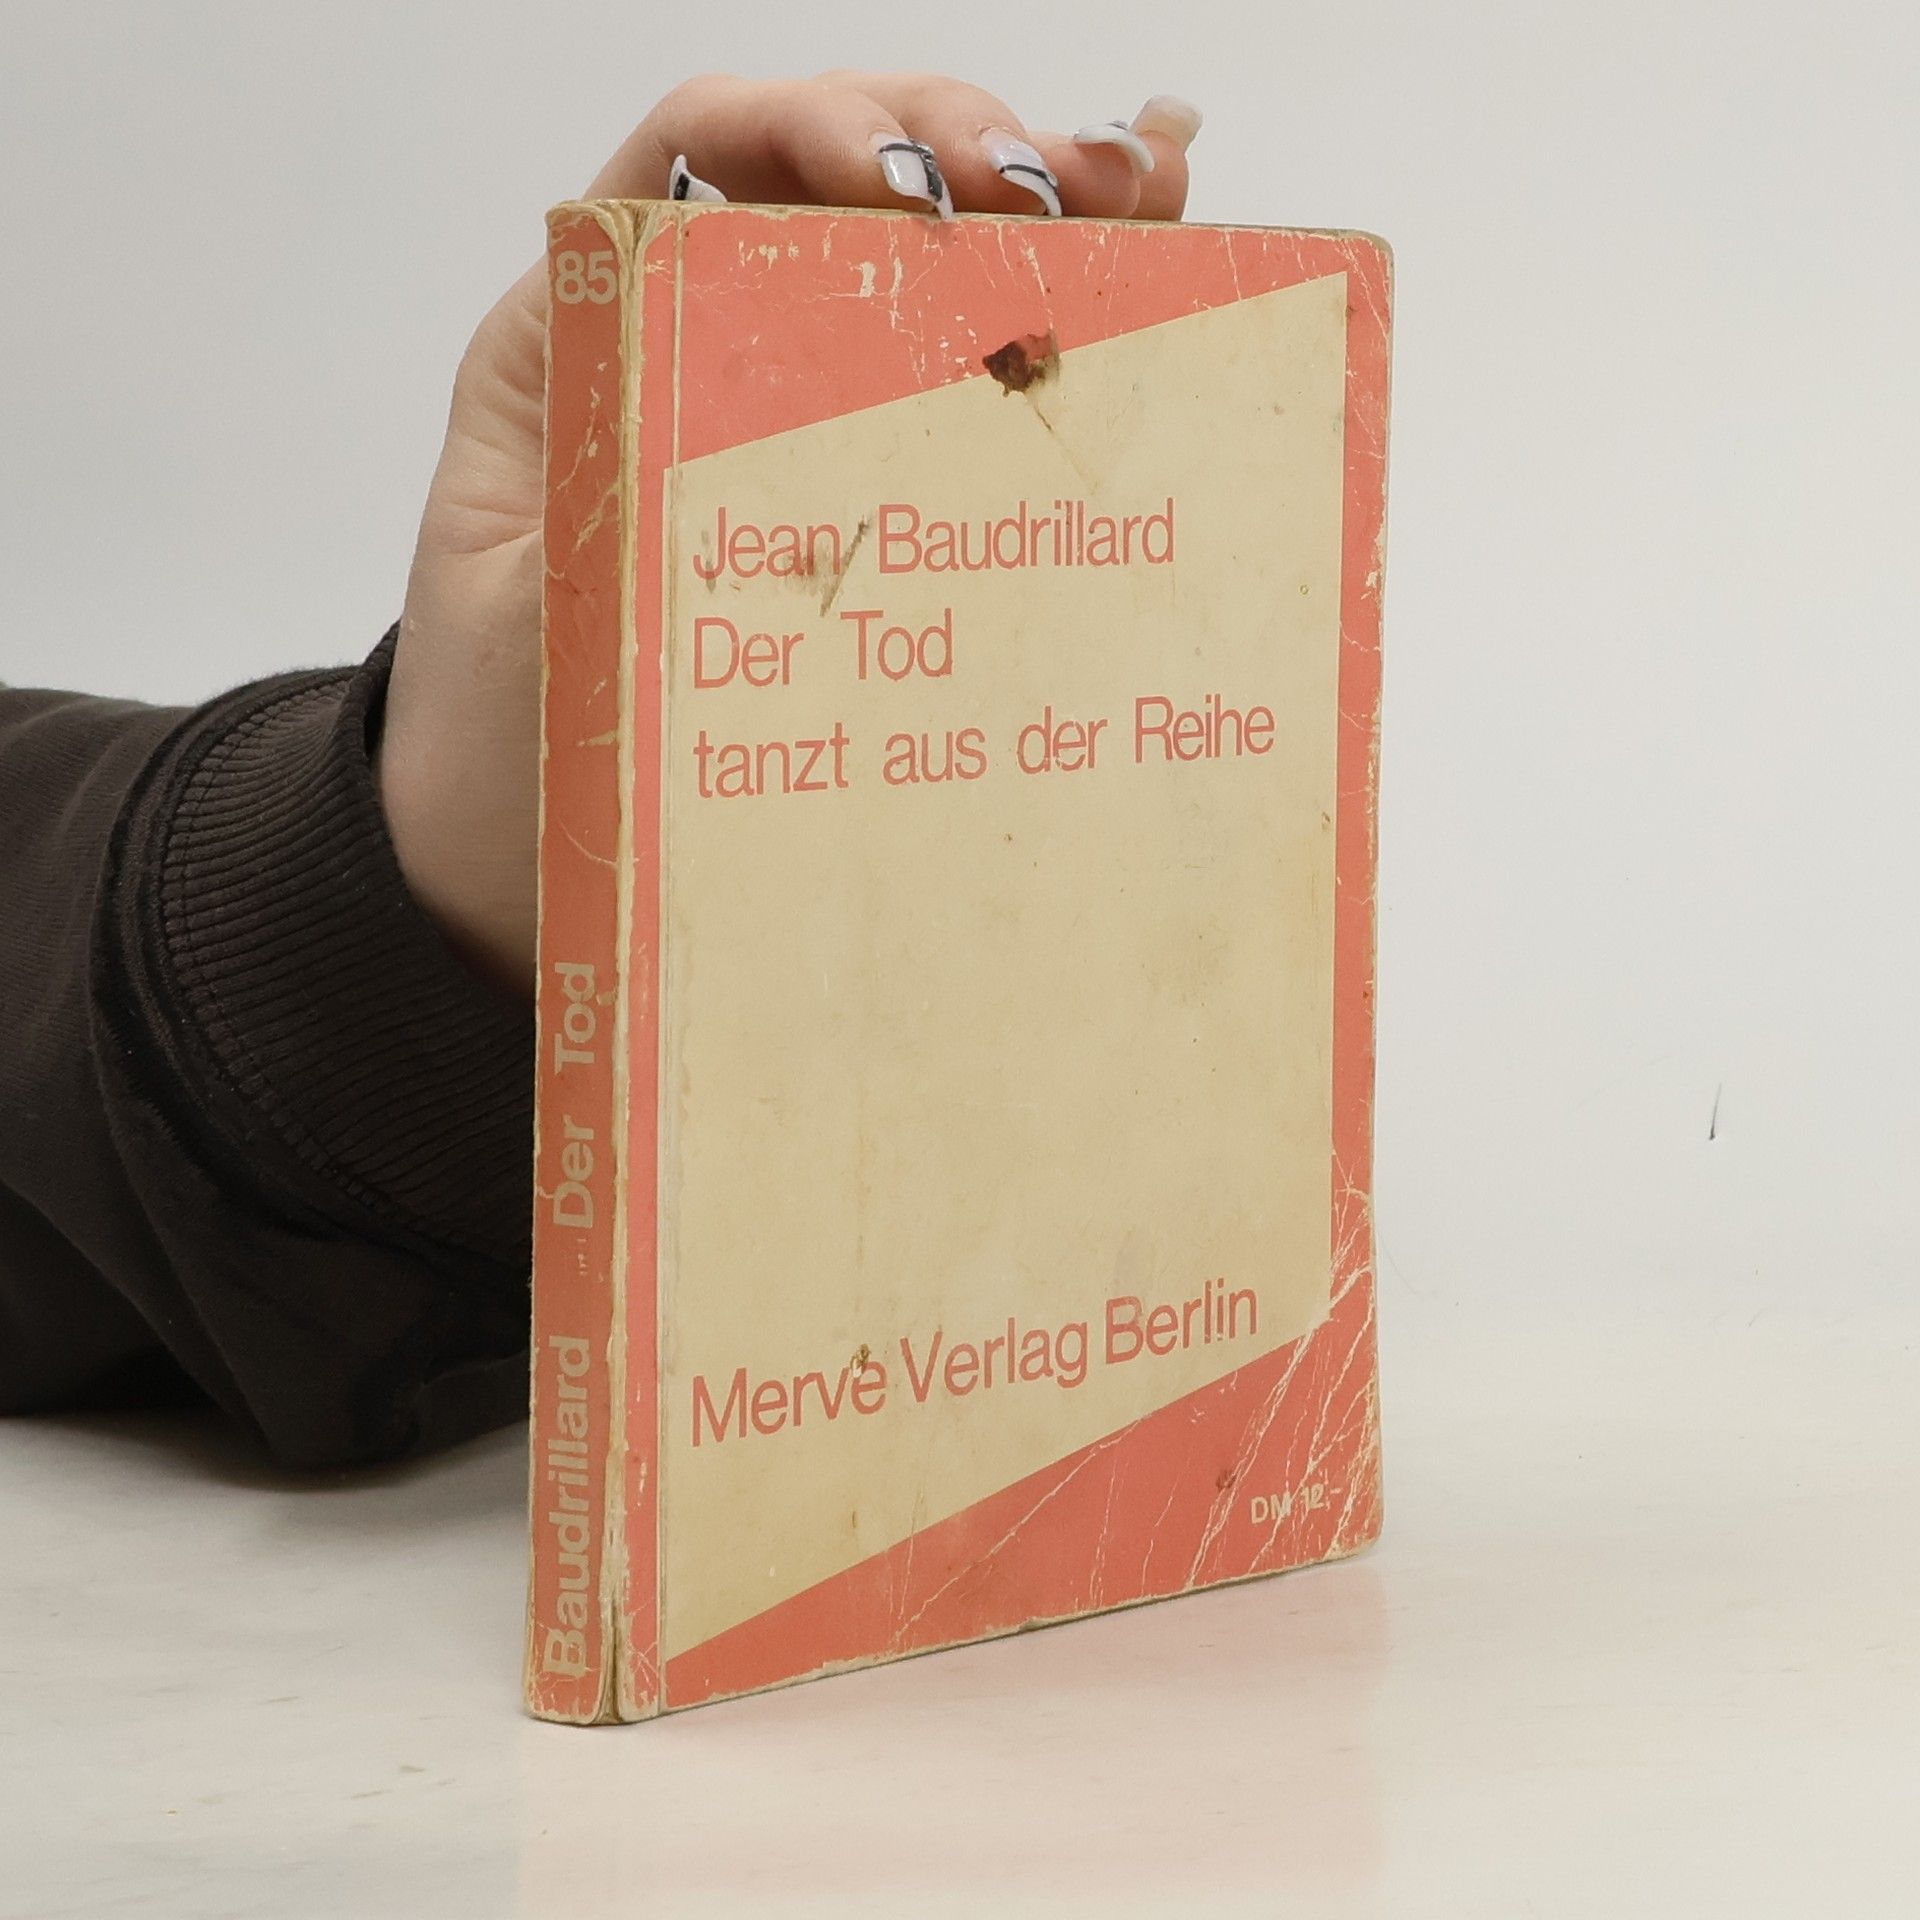 85
Baudrillard ... Der Tod
Jean Baudrillard
Der Tod
tanzt aus der Reihe
Merve Verlag Berlin
DM 12,-